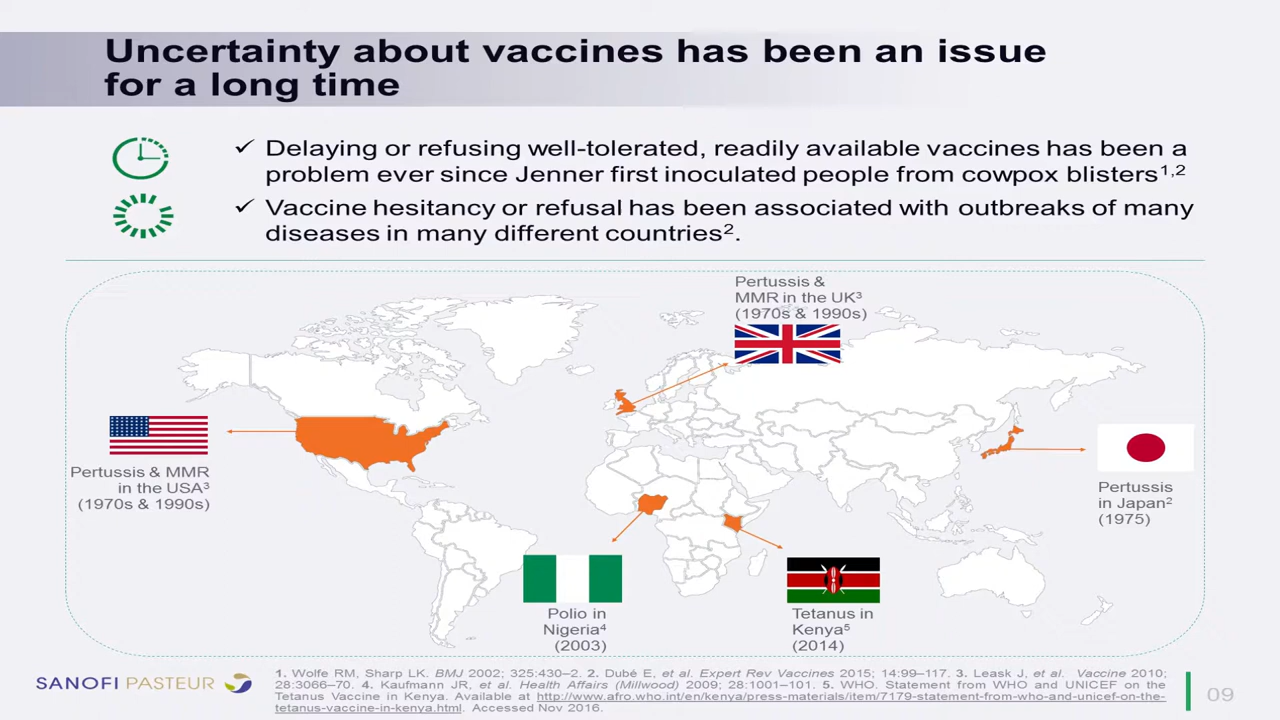 Uncertainty about vaccines has been an issue
for a long time
✓ Delaying or refusing well-tolerated, readily available vaccines has been a
problem ever since Jenner first inoculated people from cowpox blisters1,2
✓ Vaccine hesitancy or refusal has been associated with outbreaks of many
diseases in many different countries2.
Pertussis &
MMR in the UK3
(1970s & 1990s)
Pertussis & MMR
in the USA3
(1970s & 1990s)
Pertussis
in Japan2
(1975)
Polio in
Nigeria4
(2003)
Tetanus in
Kenya5
(2014)
SANOFI PASTEUR
1. Wolfe RM, Sharp LK. BMJ 2002; 325:430–2. 2. Dubé E, et al. Expert Rev Vaccines 2015; 14:99–117. 3. Leask J, et al. Vaccine 2010;
28:3066–70. 4. Kaufmann JR, et al. Health Affairs (Millwood) 2009; 28:1001–101. 5. WHO. Statement from WHO and UNICEF on the
Tetanus Vaccine in Kenya. Available at http://www.afro.who.int/en/kenya/press-materials/item/7179-statement-from-who-and-unicef-on-the-
tetanus-vaccine-in-kenya.html. Accessed Nov 2016.
09